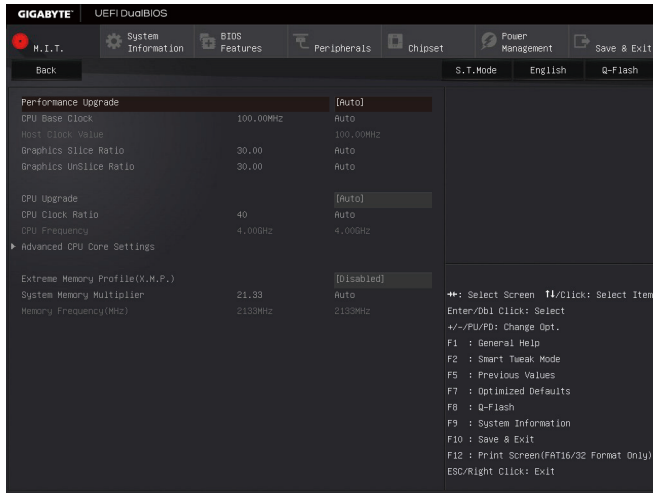 GIGABYTE™ UEFI DualBIOS
M.I.T.
System Information
BIOS Features
Peripherals
Chipset
Power Management
Save & Exit
Back
S.T.Mode English Q-Flash
Performance Upgrade [Auto]
CPU Base Clock 100.00MHz Auto
Host Clock Value 100.00MHz
Graphics Slice Ratio 30.00 Auto
Graphics UnSlice Ratio 30.00 Auto
CPU Upgrade [Auto]
CPU Clock Ratio 40 Auto
CPU Frequency 4.00GHz 4.00GHz
Advanced CPU Core Settings
Extreme Memory Profile(X.M.P.) [Disabled]
System Memory Multiplier 21.33 Auto
Memory Frequency(MHz) 2133MHz 2133MHz
→←: Select Screen ↑↓/Click: Select Item
Enter/Dbl Click: Select
+/-/PU/PD: Change Opt.
F1 : General Help
F2 : Smart Tweak Mode
F5 : Previous Values
F7 : Optimized Defaults
F8 : Q-Flash
F9 : System Information
F10 : Save & Exit
F12 : Print Screen(FAT16/32 Format Only)
ESC/Right Click: Exit